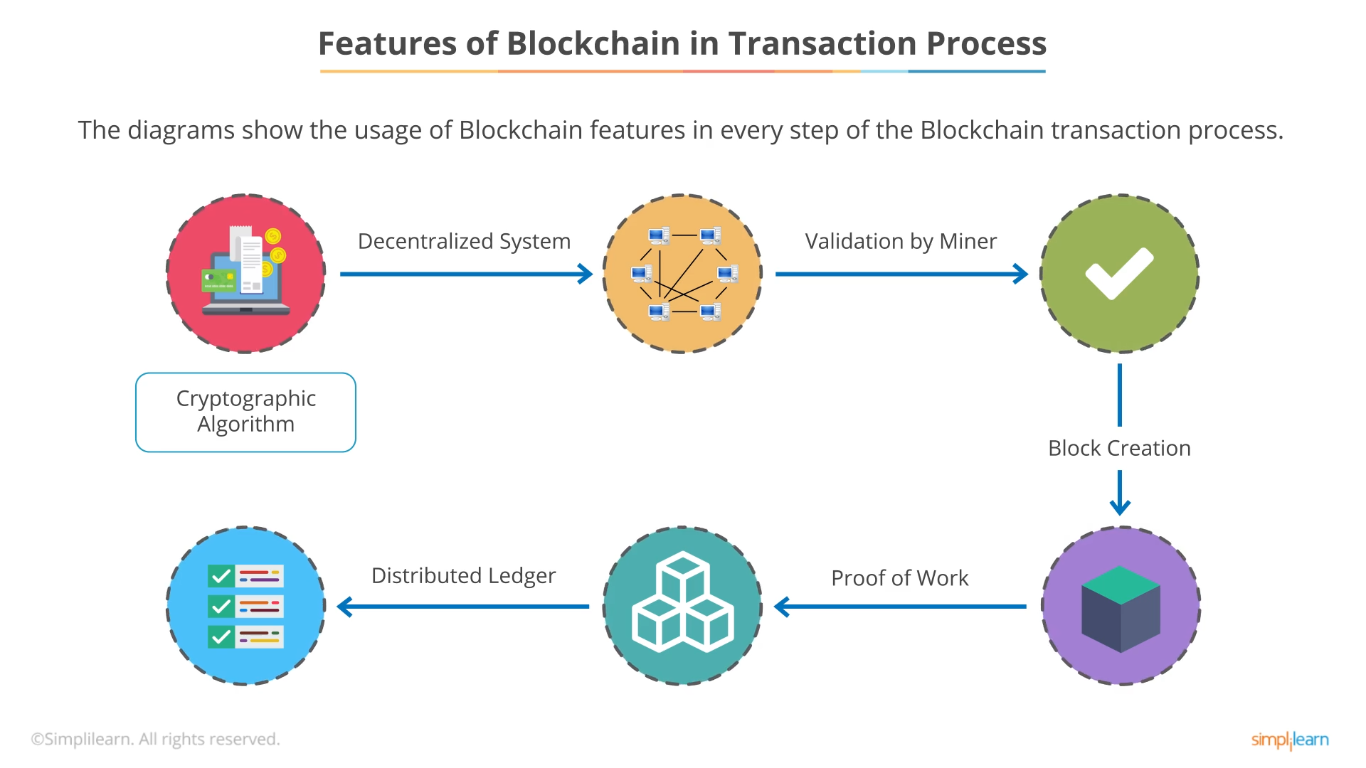 Features of Blockchain in Transaction Process
The diagrams show the usage of Blockchain features in every step of the Blockchain transaction process.
Decentralized System
Validation by Miner
Cryptographic
Algorithm
Block Creation
Distributed Ledger
Proof of Work
©Simplilearn. All rights reserved.
simplilearn